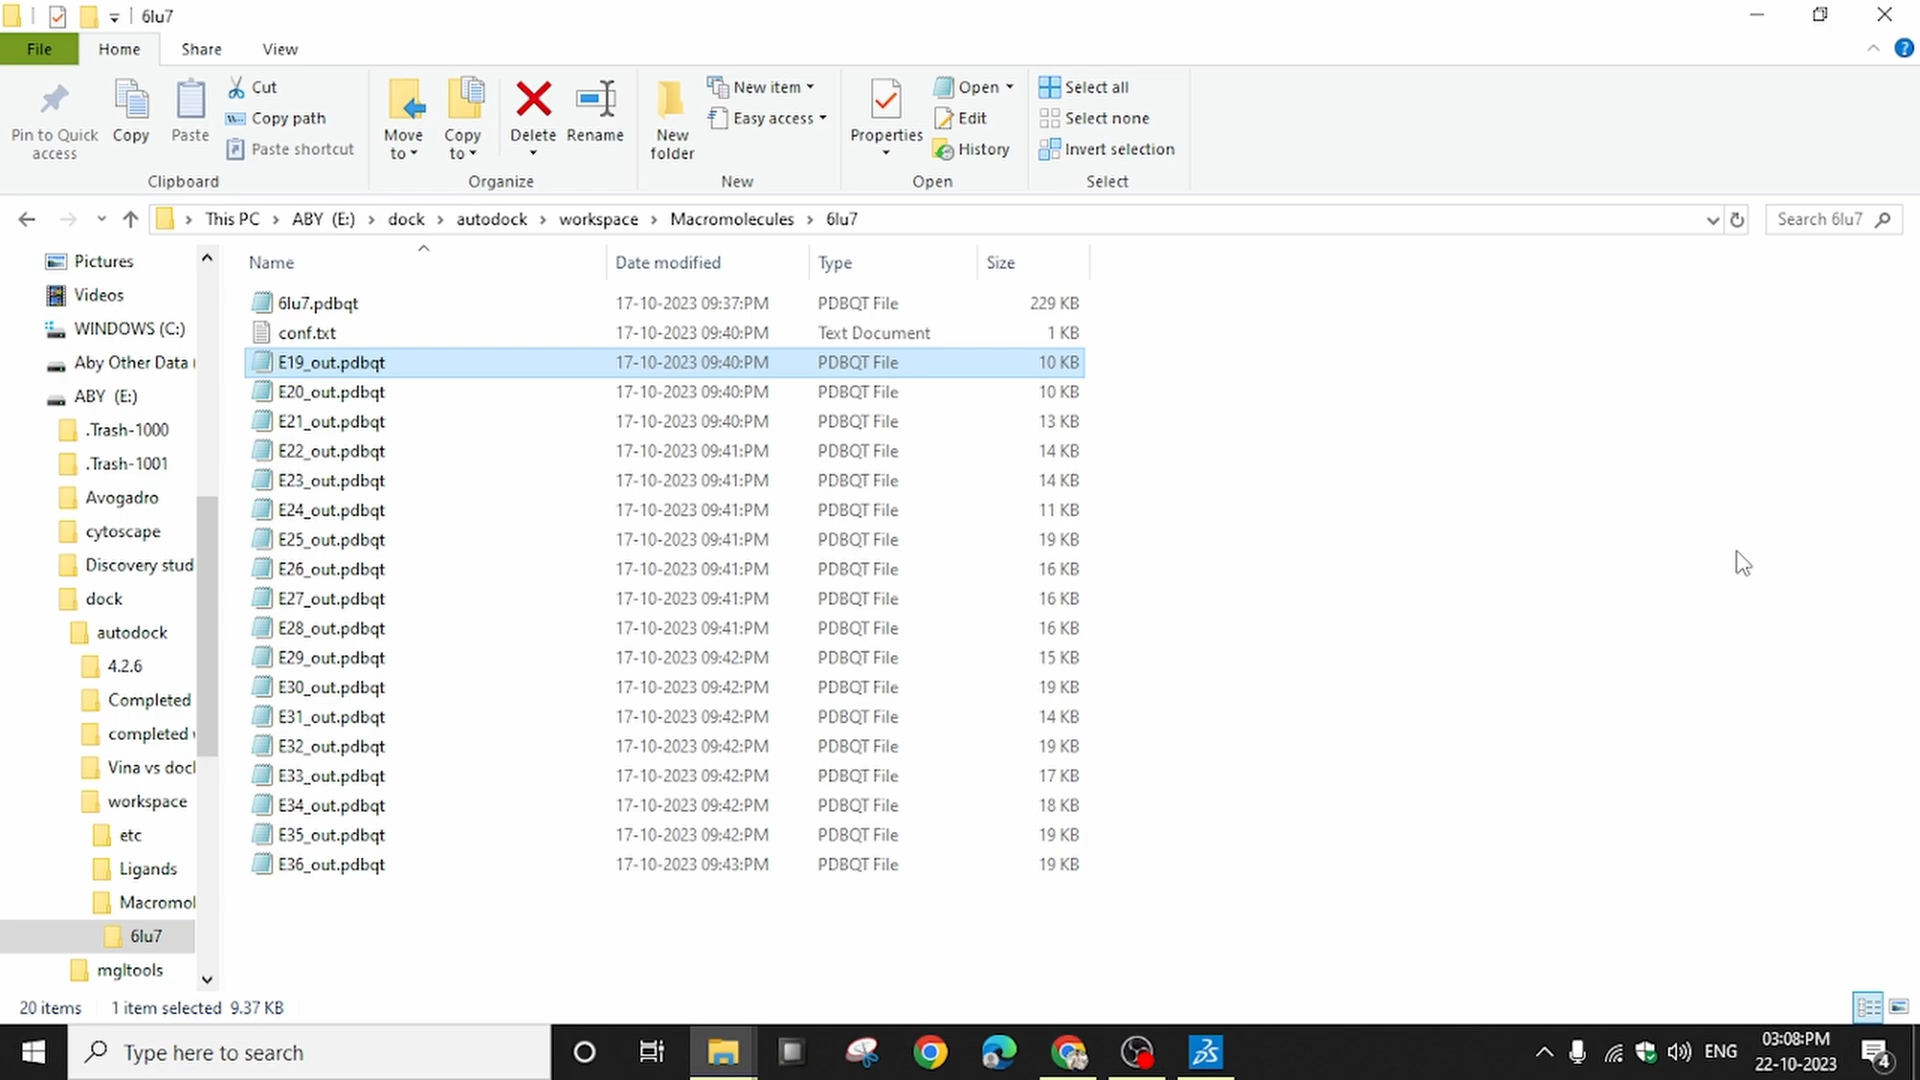 6lu7
File Home Share View
Pin to Quick access
Copy
Paste
Cut
Copy path
Paste shortcut
Clipboard
Move to
Copy to
Delete
Rename
Organize
New folder
New item
Easy access
New
Properties
Open
Edit
History
Open
Select all
Select none
Invert selection
Select
This PC > ABY (E:) > dock > autodock > workspace > Macromolecules > 6lu7
Search 6lu7
Pictures
Videos
WINDOWS (C:)
Aby Other Data (
ABY (E:)
.Trash-1000
.Trash-1001
Avogadro
cytoscape
Discovery stud
dock
autodock
4.2.6
Completed
completed
Vina vs doc
workspace
etc
Ligands
Macromol
6lu7
mgltools
Name Date modified Type Size
6lu7.pdbqt 17-10-2023 09:37:PM PDBQT File 229 KB
conf.txt 17-10-2023 09:40:PM Text Document 1 KB
E19_out.pdbqt 17-10-2023 09:40:PM PDBQT File 10 KB
E20_out.pdbqt 17-10-2023 09:40:PM PDBQT File 10 KB
E21_out.pdbqt 17-10-2023 09:40:PM PDBQT File 13 KB
E22_out.pdbqt 17-10-2023 09:41:PM PDBQT File 14 KB
E23_out.pdbqt 17-10-2023 09:41:PM PDBQT File 14 KB
E24_out.pdbqt 17-10-2023 09:41:PM PDBQT File 11 KB
E25_out.pdbqt 17-10-2023 09:41:PM PDBQT File 19 KB
E26_out.pdbqt 17-10-2023 09:41:PM PDBQT File 16 KB
E27_out.pdbqt 17-10-2023 09:41:PM PDBQT File 16 KB
E28_out.pdbqt 17-10-2023 09:41:PM PDBQT File 16 KB
E29_out.pdbqt 17-10-2023 09:42:PM PDBQT File 15 KB
E30_out.pdbqt 17-10-2023 09:42:PM PDBQT File 19 KB
E31_out.pdbqt 17-10-2023 09:42:PM PDBQT File 14 KB
E32_out.pdbqt 17-10-2023 09:42:PM PDBQT File 19 KB
E33_out.pdbqt 17-10-2023 09:42:PM PDBQT File 17 KB
E34_out.pdbqt 17-10-2023 09:42:PM PDBQT File 18 KB
E35_out.pdbqt 17-10-2023 09:42:PM PDBQT File 19 KB
E36_out.pdbqt 17-10-2023 09:43:PM PDBQT File 19 KB
20 items 1 item selected 9.37 KB
Type here to search
ENG
03:08:PM
22-10-2023
4